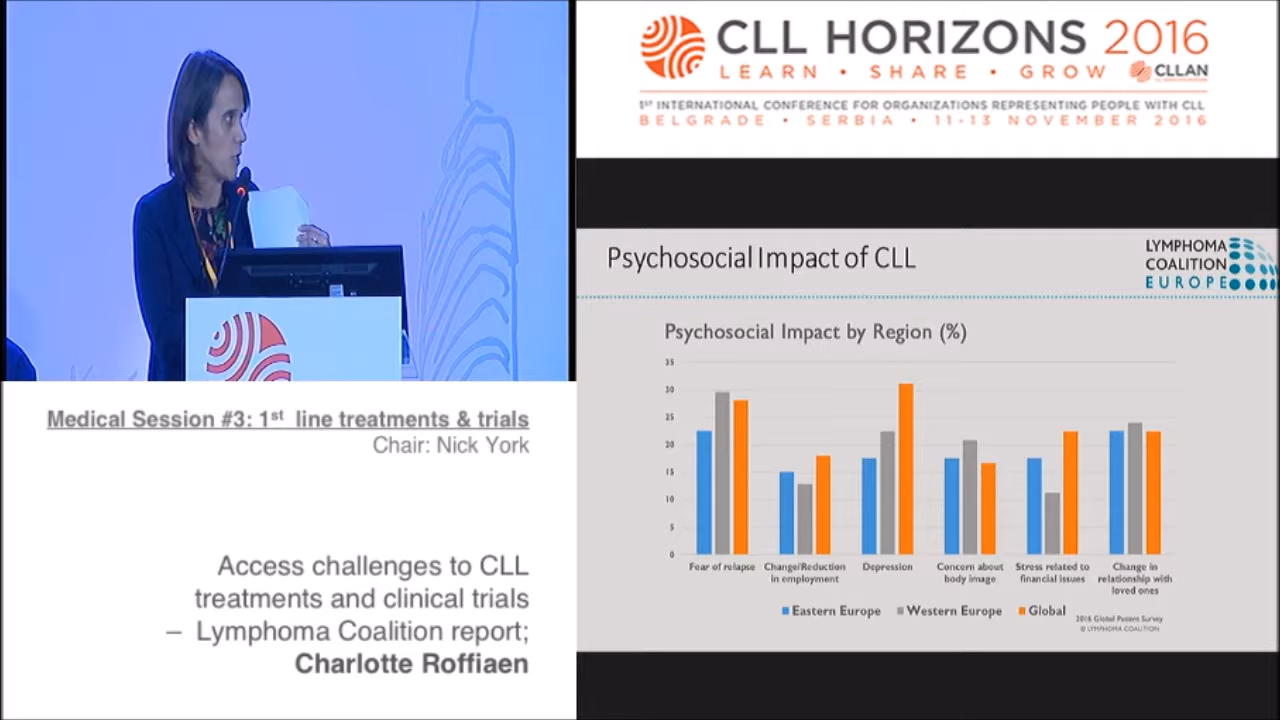 CLL HORIZONS 2016
LEARN • SHARE • GROW
CLLAN
1ST INTERNATIONAL CONFERENCE FOR ORGANIZATIONS REPRESENTING PEOPLE WITH CLL
BELGRADE • SERBIA • 11-13 NOVEMBER 2016
Psychosocial Impact of CLL
LYMPHOMA
COALITION
EUROPE
Psychosocial Impact by Region (%)
35
30
25
20
15
10
5
0
Fear of relapse
Change/Reduction
in employment
Depression
Concern about
body image
Stress related to
financial issues
Change in
relationship with
loved ones
Eastern Europe
Western Europe
Global
2016 Global Patient Survey
© LYMPHOMA COALITION
Medical Session #3: 1st line treatments & trials
Chair: Nick York
Access challenges to CLL
treatments and clinical trials
– Lymphoma Coalition report;
Charlotte Roffiaen